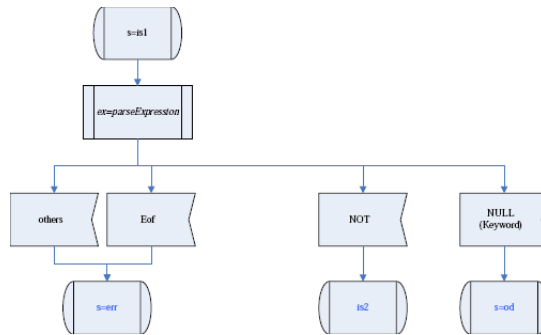 s=is1
ex=parseExpression
others
Eof
NOT
NULL
(Keyword)
s=err
is2
s=od